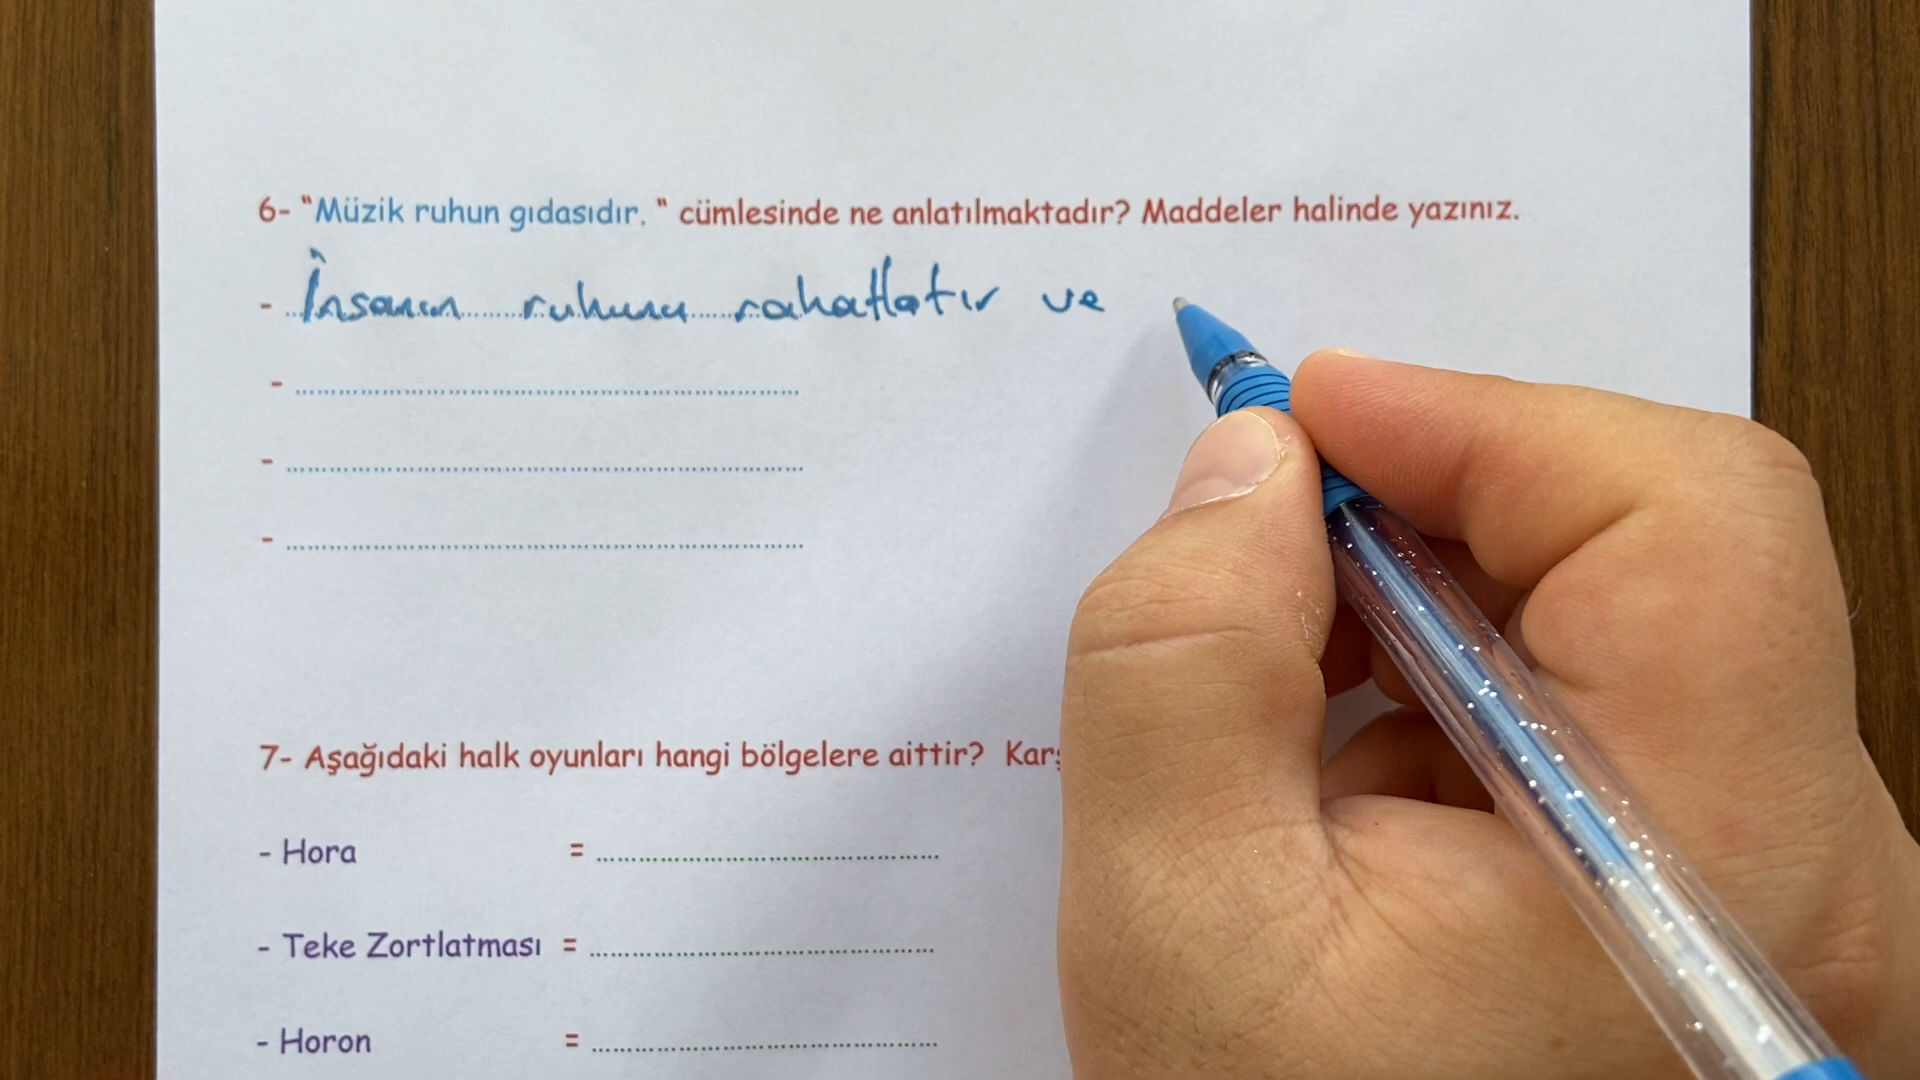 6- "Müzik ruhun gıdasıdır. " cümlesinde ne anlatılmaktadır? Maddeler halinde yazınız.
- İnsanın ruhunu rahatlatır ve
- ....................
- ....................
- ....................
7- Aşağıdaki halk oyunları hangi bölgelere aittir?
- Hora = ....................
- Teke Zortlatması = ....................
- Horon = ....................